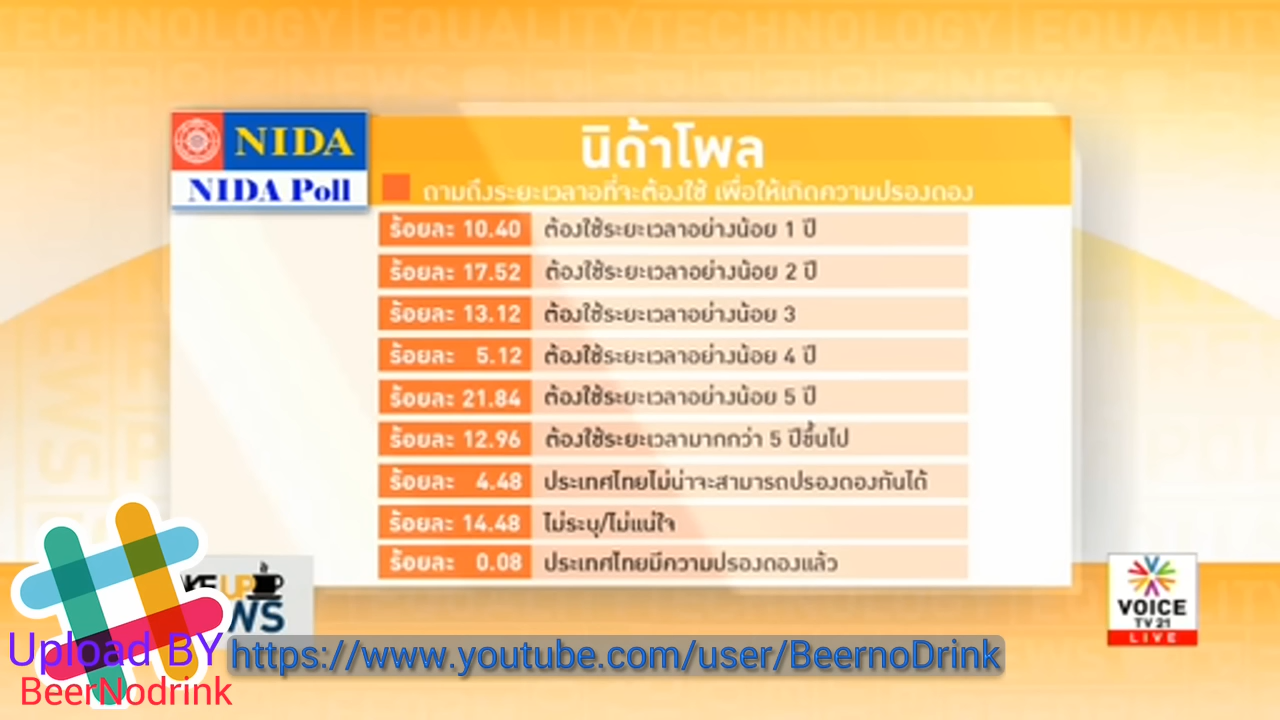 TECHNOLOGY EQUALITY TECHNOLOGY EQUALITY
NEWS
NIDA
NIDA Poll
นิด้าโพล
ถามถึงระยะเวลาอที่จะต้องใช้ เพื่อให้เกิดความปรองดอง
ร้อยละ 10.40 ต้องใช้ระยะเวลาอย่างน้อย 1 ปี
ร้อยละ 17.52 ต้องใช้ระยะเวลาอย่างน้อย 2 ปี
ร้อยละ 13.12 ต้องใช้ระยะเวลาอย่างน้อย 3
ร้อยละ 5.12 ต้องใช้ระยะเวลาอย่างน้อย 4 ปี
ร้อยละ 21.84 ต้องใช้ระยะเวลาอย่างน้อย 5 ปี
ร้อยละ 12.96 ต้องใช้ระยะเวลามากกว่า 5 ปีขึ้นไป
ร้อยละ 4.48 ประเทศไทยไม่น่าจะสามารถปรองดองกันได้
ร้อยละ 14.48 ไม่ระบุ/ไม่แน่ใจ
ร้อยละ 0.08 ประเทศไทยมีความปรองดองแล้ว
UP
VOICE
TV 21
LIVE
Upload BY https://www.youtube.com/user/BeernoDrink
BeerNodrink